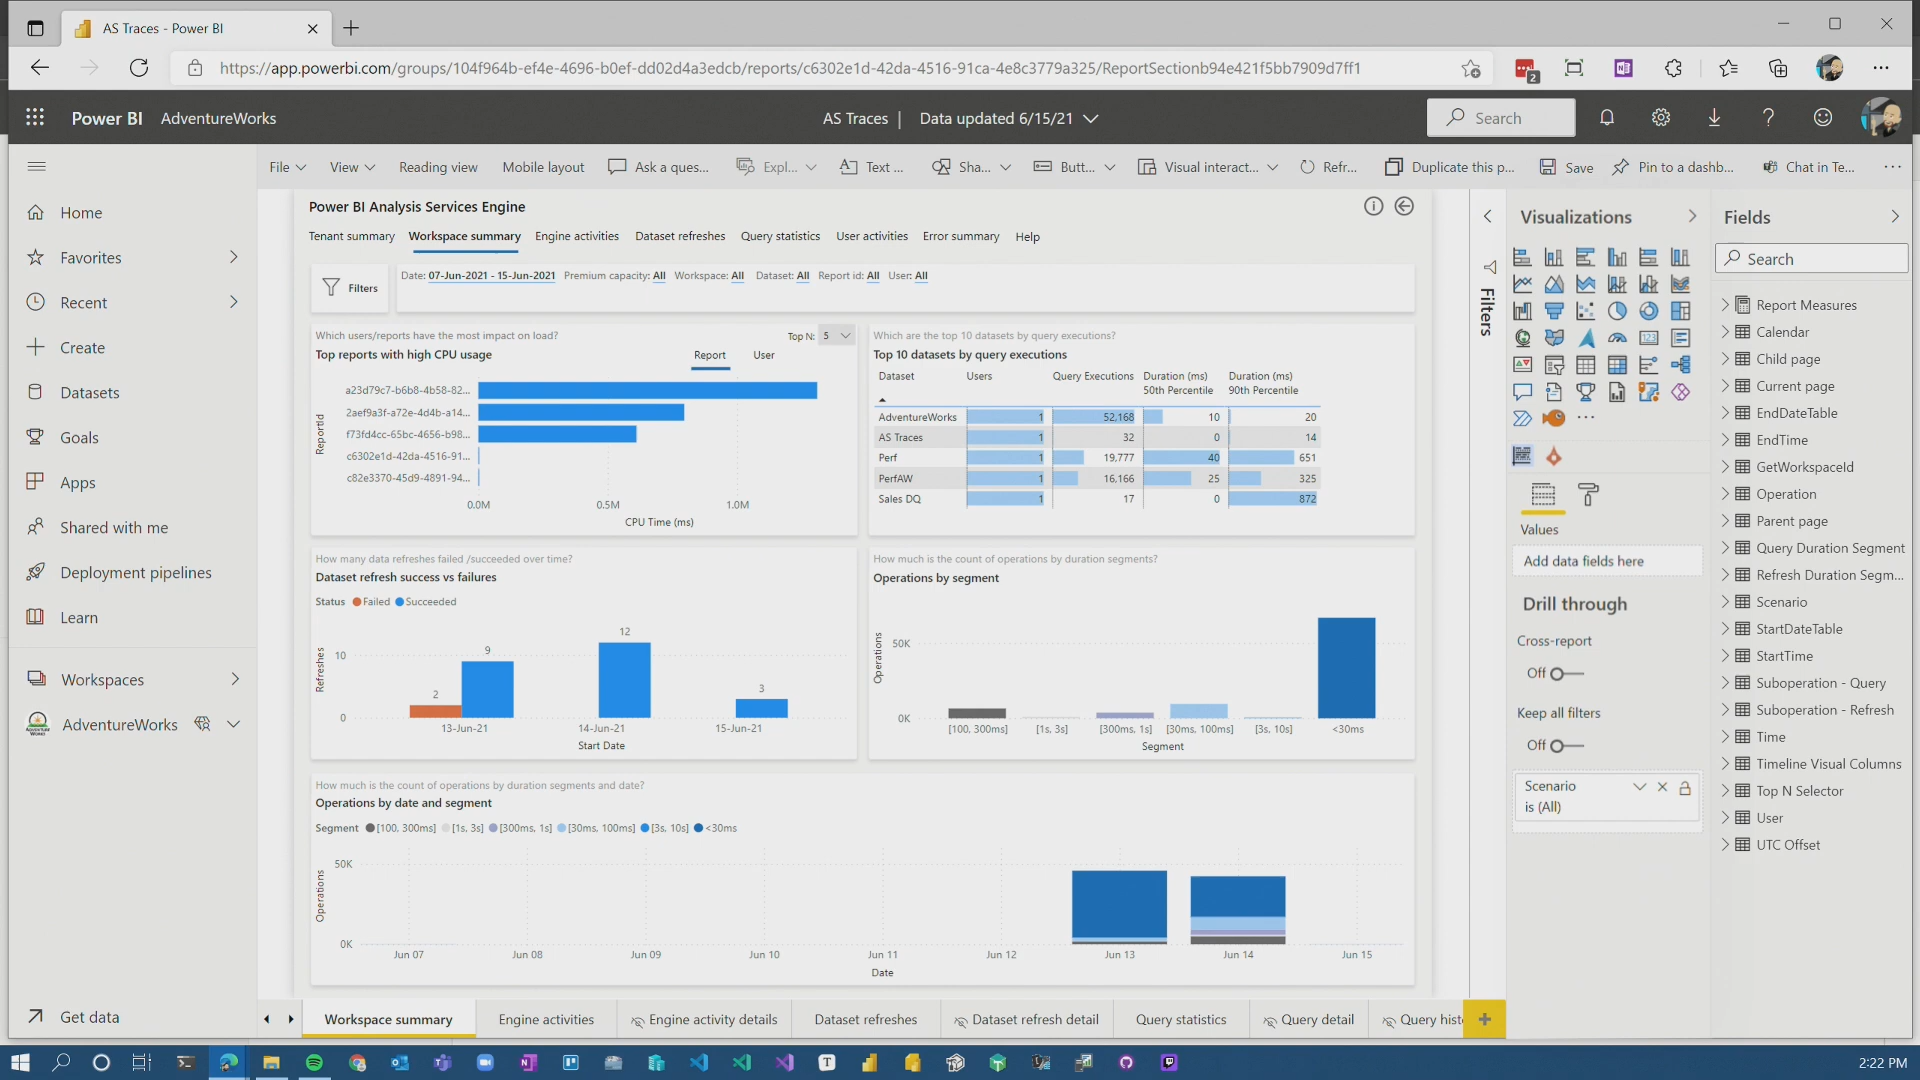 AS Traces - Power BI
https://app.powerbi.com/groups/104f964b-ef4e-4696-b0ef-dd02d4a3edcb/reports/c6302e1d-42da-4516-91ca-4e8c3779a325/ReportSectionb94e421f5bb7909d7ff1
2
Power BI AdventureWorks
AS Traces | Data updated 6/15/21
Search
File View Reading view Mobile layout Ask a ques... Expl... Text ... Sha... Butt... Visual interact... Refr... Duplicate this p... Save Pin to a dashb... Chat in Te... ...
Home
Favorites
Recent
Create
Datasets
Goals
Apps
Shared with me
Deployment pipelines
Learn
Workspaces
AdventureWorks
Get data
Power BI Analysis Services Engine
Tenant summary Workspace summary Engine activities Dataset refreshes Query statistics User activities Error summary Help
Filters
Date: 07-Jun-2021 - 15-Jun-2021 Premium capacity: All Workspace: All Dataset: All Report id: All User: All
Which users/reports have the most impact on load?
Top N: 5
Top reports with high CPU usage
Report User
ReportId
a23d79c7-b6b8-4b58-82...
2aef9a3f-a72e-4d4b-a14...
f73fd4cc-65bc-4656-b98...
c6302e1d-42da-4516-91...
c82e3370-45d9-4891-94...
0.0M 0.5M 1.0M
CPU Time (ms)
Which are the top 10 datasets by query executions?
Top 10 datasets by query executions
Dataset Users Query Executions Duration (ms) 50th Percentile Duration (ms) 90th Percentile
AdventureWorks 1 52,168 10 20
AS Traces 1 32 0 14
Perf 1 19,777 40 651
PerfAW 1 16,166 25 325
Sales DQ 1 17 0 872
How many data refreshes failed /succeeded over time?
Dataset refresh success vs failures
Status Failed Succeeded
Refreshes
10
0
2 9 12 3
13-Jun-21 14-Jun-21 15-Jun-21
Start Date
How much is the count of operations by duration segments?
Operations by segment
Operations
50K
0K
[100, 300ms] [1s, 3s] [300ms, 1s] [30ms, 100ms] [3s, 10s] <30ms
Segment
How much is the count of operations by duration segments and date?
Operations by date and segment
Segment [100, 300ms] [1s, 3s] [300ms, 1s] [30ms, 100ms] [3s, 10s] <30ms
Operations
50K
0K
Jun 07 Jun 08 Jun 09 Jun 10 Jun 11 Jun 12 Jun 13 Jun 14 Jun 15
Date
Workspace summary Engine activities Engine activity details Dataset refreshes Dataset refresh detail Query statistics Query detail Query hist
Filters
Visualizations
Values
Add data fields here
Drill through
Cross-report
Off
Keep all filters
Off
Scenario
is (All)
Fields
Search
Report Measures
Calendar
Child page
Current page
EndDateTable
EndTime
GetWorkspaceId
Operation
Parent page
Query Duration Segment
Refresh Duration Segm...
Scenario
StartDateTable
StartTime
Suboperation - Query
Suboperation - Refresh
Time
Timeline Visual Columns
Top N Selector
User
UTC Offset
2:22 PM